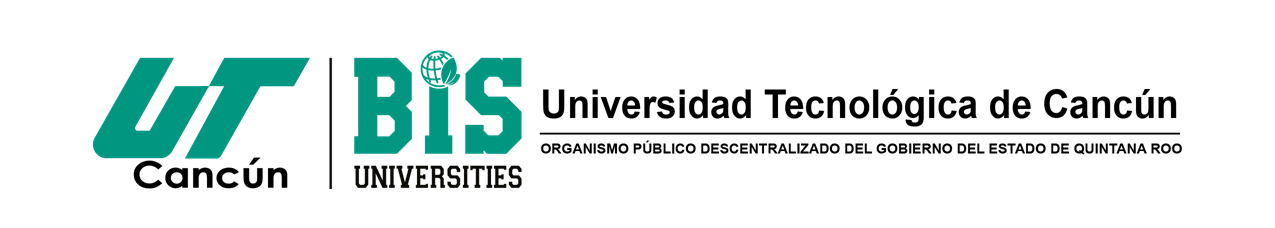 UT
Cancún
BIS
UNIVERSITIES
Universidad Tecnológica de Cancún
ORGANISMO PÚBLICO DESCENTRALIZADO DEL GOBIERNO DEL ESTADO DE QUINTANA ROO